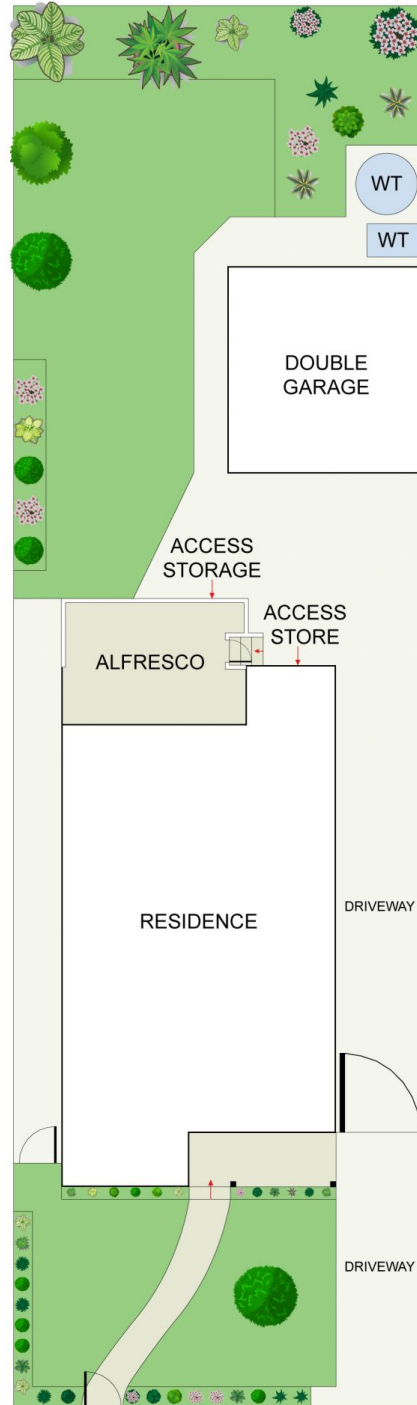 WT
WT
DOUBLE
GARAGE
ACCESS
STORAGE
ACCESS
STORE
ALFRESCO
RESIDENCE
DRIVEWAY
DRIVEWAY